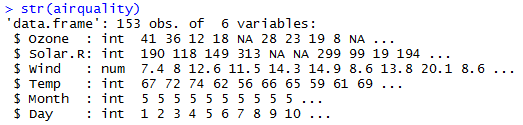 > str(airquality)
'data.frame': 153 obs. of  6 variables:
 $ Ozone  : int  41 36 12 18 NA 28 23 19 8 NA ...
 $ Solar.R: int  190 118 149 313 NA NA 299 99 19 194 ...
 $ Wind   : num  7.4 8 12.6 11.5 14.3 14.9 8.6 13.8 20.1 8.6 ...
 $ Temp   : int  67 72 74 62 56 66 65 59 61 69 ...
 $ Month  : int  5 5 5 5 5 5 5 5 5 5 ...
 $ Day    : int  1 2 3 4 5 6 7 8 9 10 ...